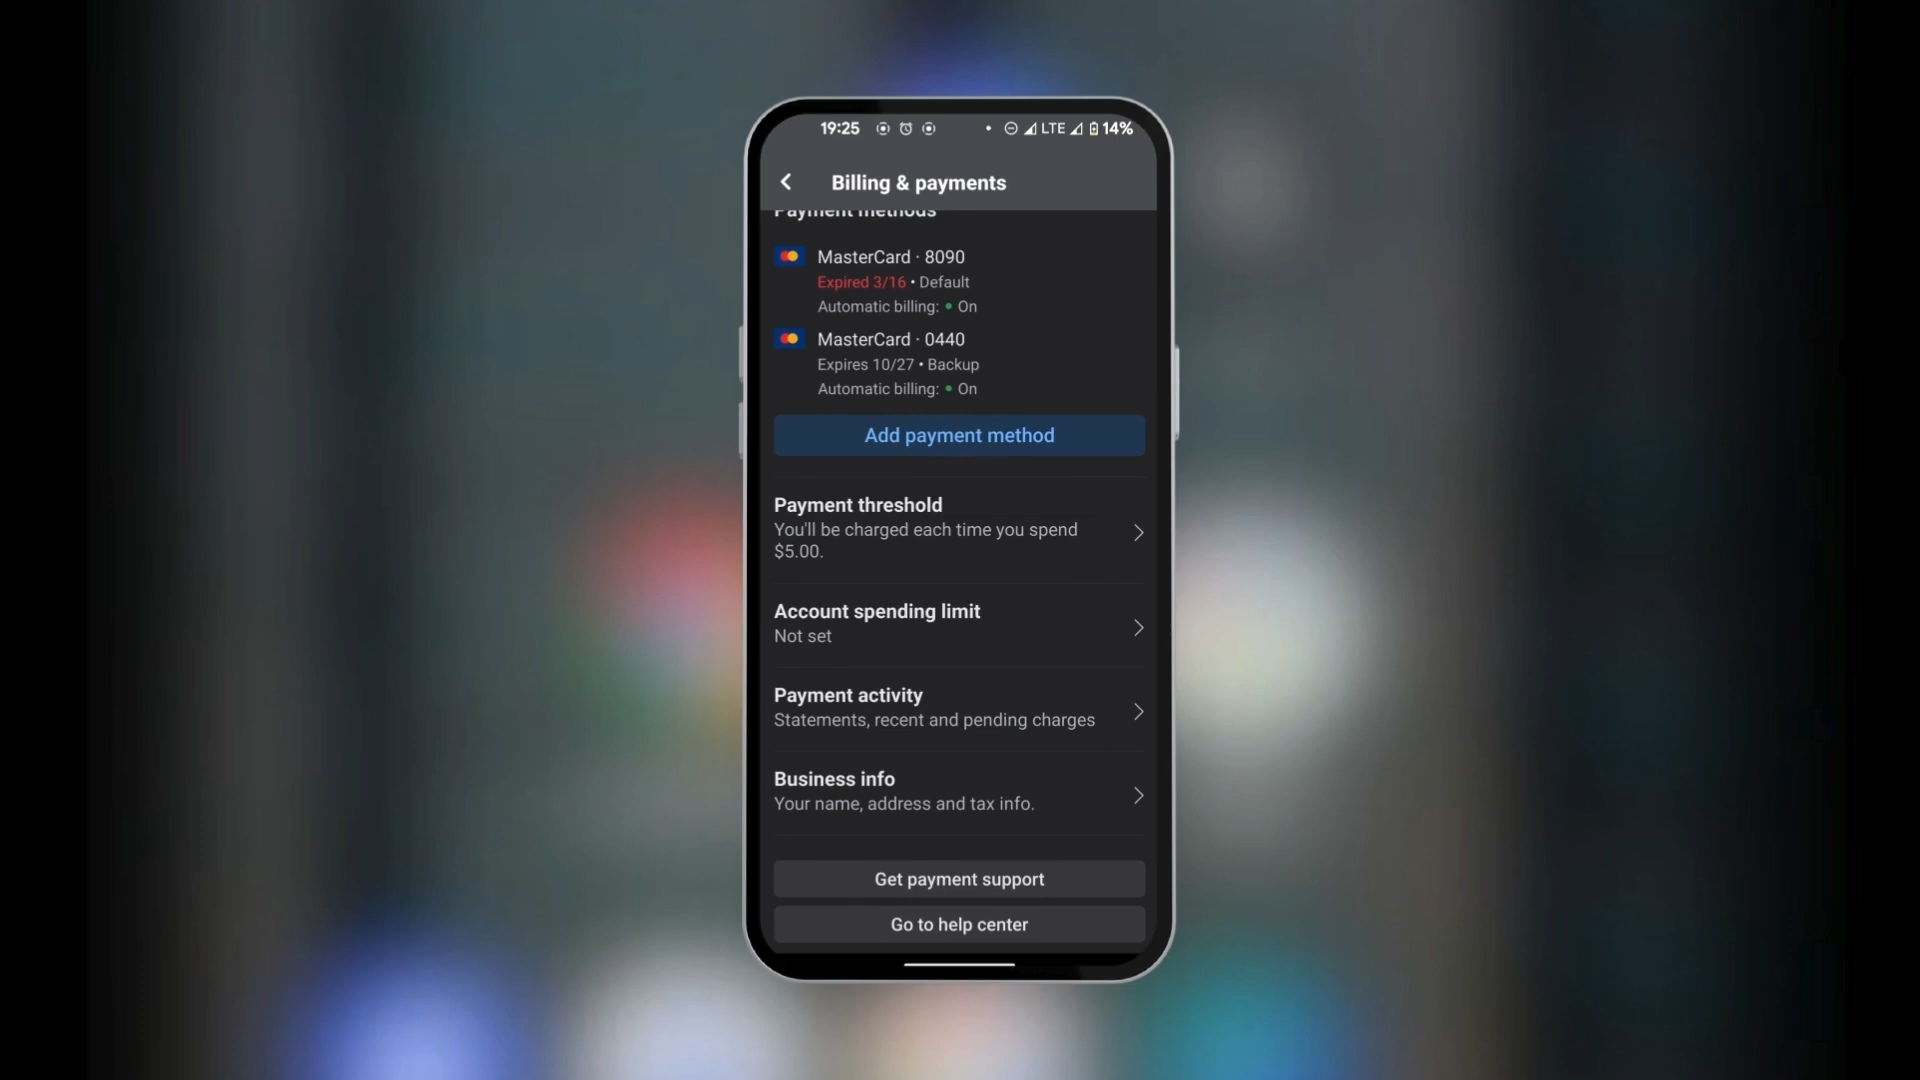 19:25 LTE 14%
Billing & payments
Payment methods
MasterCard · 8090
Expired 3/16 • Default
Automatic billing: • On
MasterCard · 0440
Expires 10/27 • Backup
Automatic billing: • On
Add payment method
Payment threshold
You'll be charged each time you spend
$5.00.
Account spending limit
Not set
Payment activity
Statements, recent and pending charges
Business info
Your name, address and tax info.
Get payment support
Go to help center